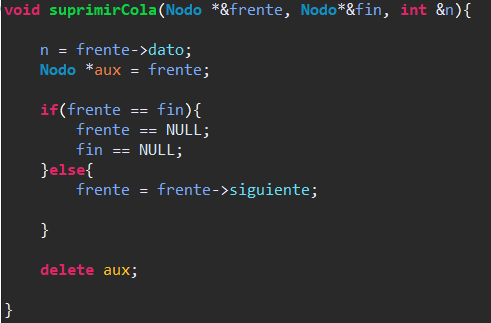 void suprimirCola(Nodo *&frente, Nodo*&fin, int &n){
n = frente->dato;
Nodo *aux = frente;
if(frente == fin){
frente == NULL;
fin == NULL;
}else{
frente = frente->siguiente;
}
delete aux;
}